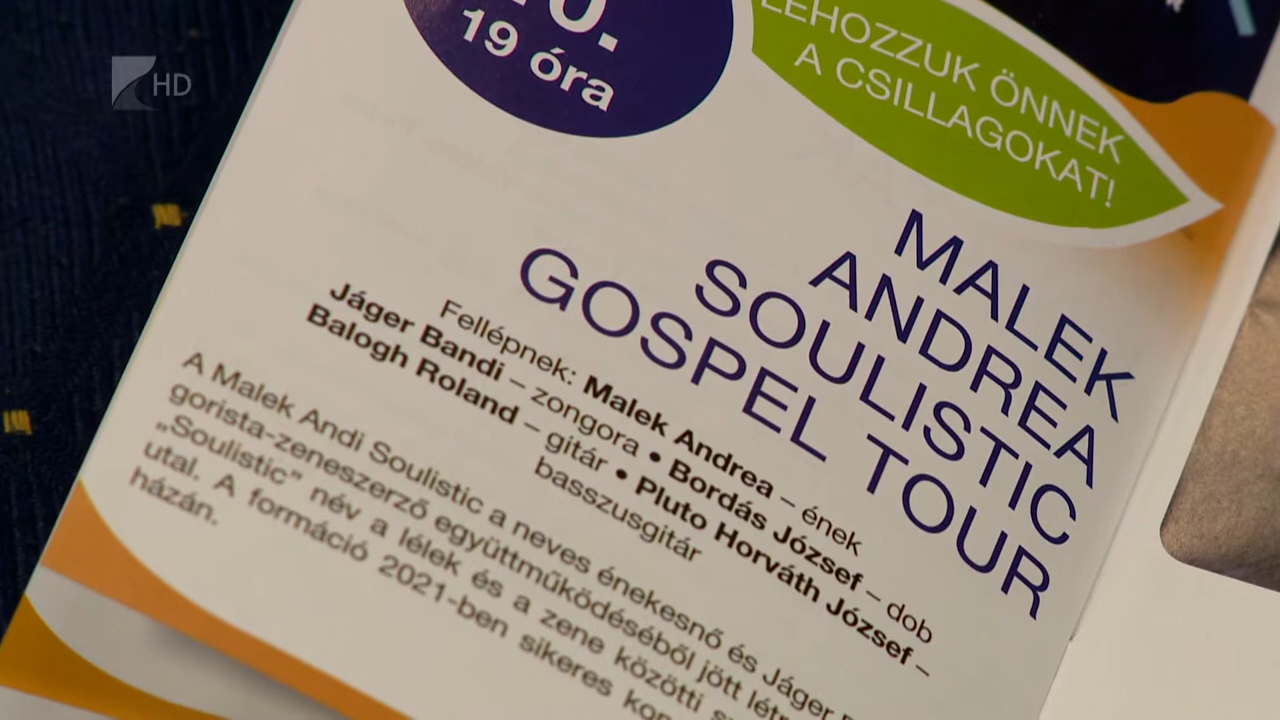 HD
19 óra
LEHOZZUK ÖNNEK
A CSILLAGOKAT!
MALEK
ANDREA
SOULISTIC
GOSPEL TOUR
Fellépnek: Malek Andrea – ének
Jáger Bandi – zongora • Bordás József – dob
Balogh Roland – gitár • Pluto Horváth József –
basszusgitár
A Malek Andi Soulistic a neves énekesnő és Jáger
gorista-zeneszerző együttműködéséből jött
„Soulistic” név a lélek és a zene közötti
utal. A formáció 2021-ben sikeres
házán.